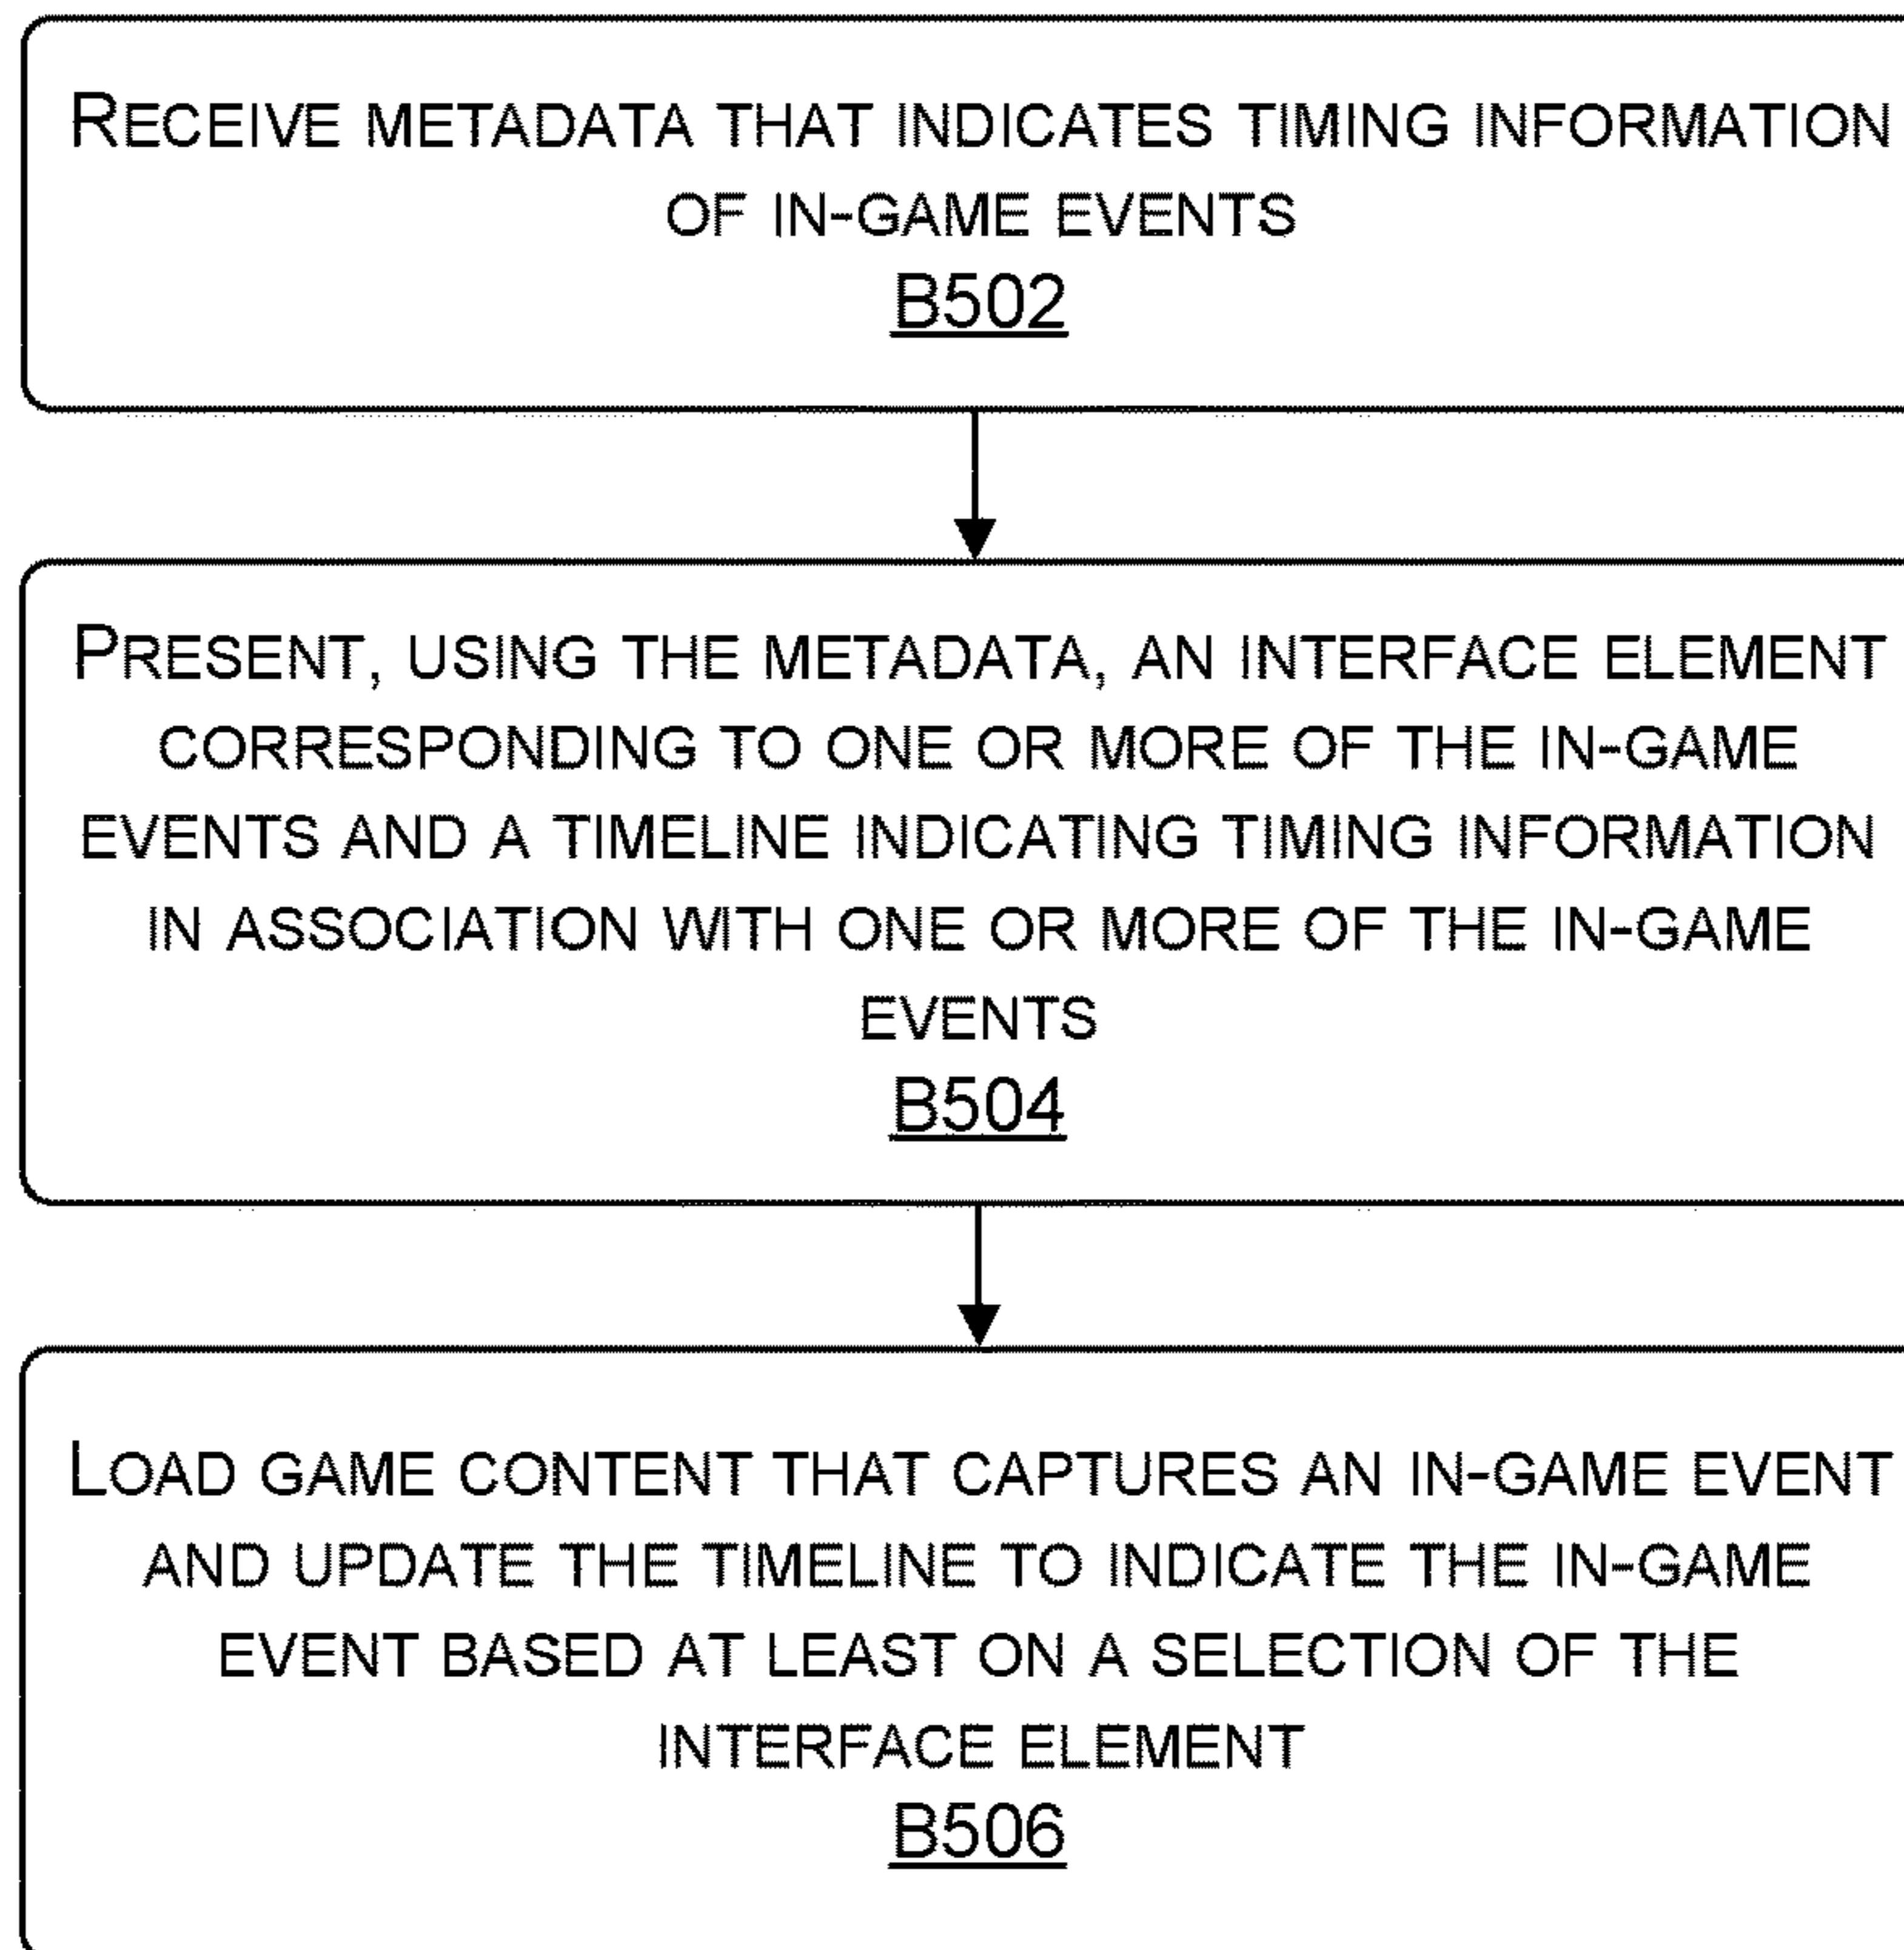 RECEIVE METADATA THAT INDICATES TIMING INFORMATION
OF IN-GAME EVENTS
B502
PRESENT, USING THE METADATA, AN INTERFACE ELEMENT
CORRESPONDING TO ONE OR MORE OF THE IN-GAME
EVENTS AND A TIMELINE INDICATING TIMING INFORMATION
IN ASSOCIATION WITH ONE OR MORE OF THE IN-GAME
EVENTS
B504
LOAD GAME CONTENT THAT CAPTURES AN IN-GAME EVENT
AND UPDATE THE TIMELINE TO INDICATE THE IN-GAME
EVENT BASED AT LEAST ON A SELECTION OF THE
INTERFACE ELEMENT
B506